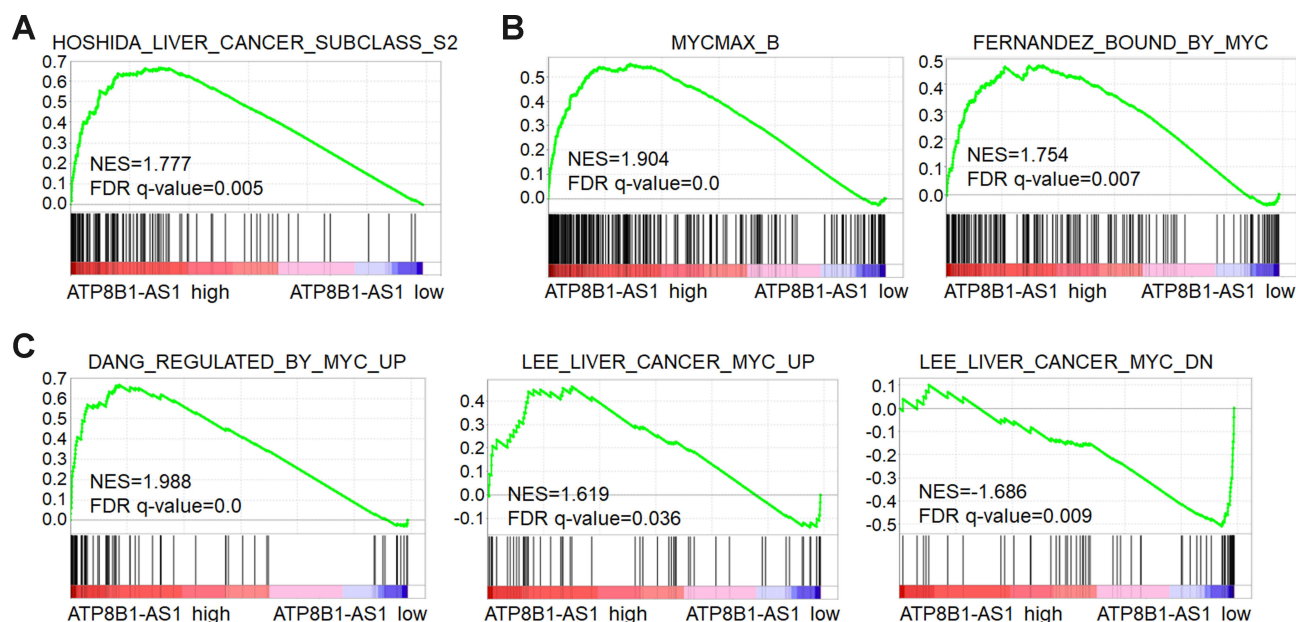 A
HOSHIDA_LIVER_CANCER_SUBCLASS_S2
0.7
0.6
0.5
0.4
0.3
0.2
0.1
0.0
NES=1.777
FDR q-value=0.005
ATP8B1-AS1 high
ATP8B1-AS1 low
B
MYCMAX_B
0.5
0.4
0.3
0.2
0.1
0.0
NES=1.904
FDR q-value=0.0
ATP8B1-AS1 high
ATP8B1-AS1 low
FERNANDEZ_BOUND_BY_MYC
0.5
0.4
0.3
0.2
0.1
0.0
NES=1.754
FDR q-value=0.007
ATP8B1-AS1 high
ATP8B1-AS1 low
C
DANG_REGULATED_BY_MYC_UP
0.7
0.6
0.5
0.4
0.3
0.2
0.1
0.0
NES=1.988
FDR q-value=0.0
ATP8B1-AS1 high
ATP8B1-AS1 low
LEE_LIVER_CANCER_MYC_UP
0.4
0.3
0.2
0.1
0.0
-0.1
NES=1.619
FDR q-value=0.036
ATP8B1-AS1 high
ATP8B1-AS1 low
LEE_LIVER_CANCER_MYC_DN
0.1
0.0
-0.1
-0.2
-0.3
-0.4
-0.5
NES=-1.686
FDR q-value=0.009
ATP8B1-AS1 high
ATP8B1-AS1 low